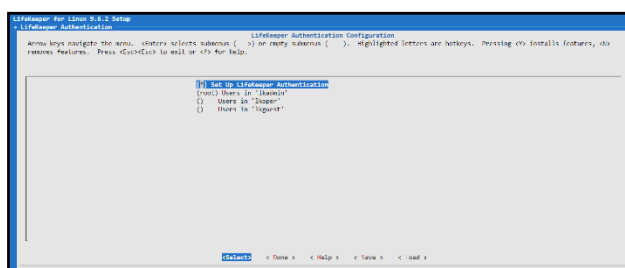 LifeKeeper for Linux 9.6.2 Setup
→ LifeKeeper Authentication
LifeKeeper Authentication Configuration
Arrow keys navigate the menu. <Enter> selects submenus ( >) or empty submenus ( ). Highlighted letters are hotkeys. Pressing <Y> installs features, <N>
removes features. Press <Esc><Esc> to exit or <?> for help.
[*] Set Up LifeKeeper Authentication
(root) Users in 'lkadmin'
() Users in 'lkoper'
() Users in 'lkguest'
<Select> < Done > < Help > < Save > < Load >